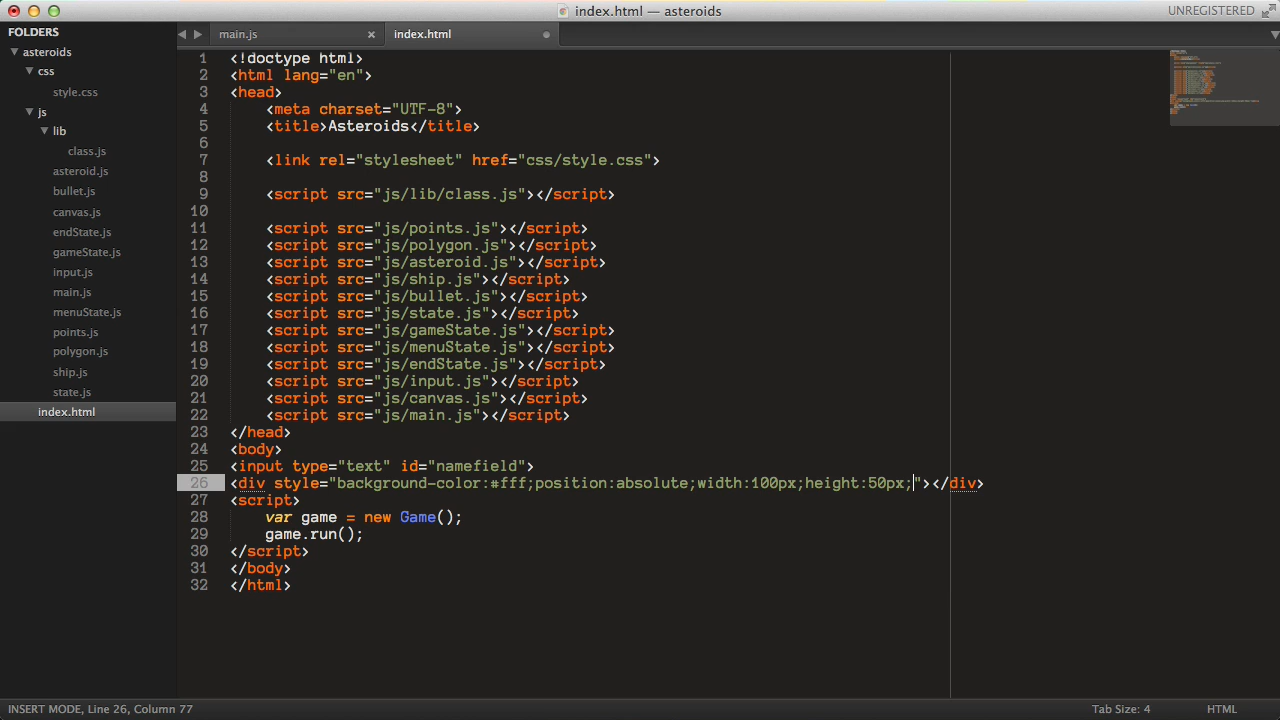 index.html — asteroids
UNREGISTERED
FOLDERS
asteroids
css
style.css
js
lib
class.js
asteroid.js
bullet.js
canvas.js
endState.js
gameState.js
input.js
main.js
menuState.js
points.js
polygon.js
ship.js
state.js
index.html
main.js × index.html
1 <!doctype html>
2 <html lang="en">
3 <head>
4 <meta charset="UTF-8">
5 <title>Asteroids</title>
6
7 <link rel="stylesheet" href="css/style.css">
8
9 <script src="js/lib/class.js"></script>
10
11 <script src="js/points.js"></script>
12 <script src="js/polygon.js"></script>
13 <script src="js/asteroid.js"></script>
14 <script src="js/ship.js"></script>
15 <script src="js/bullet.js"></script>
16 <script src="js/state.js"></script>
17 <script src="js/gameState.js"></script>
18 <script src="js/menuState.js"></script>
19 <script src="js/endState.js"></script>
20 <script src="js/input.js"></script>
21 <script src="js/canvas.js"></script>
22 <script src="js/main.js"></script>
23 </head>
24 <body>
25 <input type="text" id="namefield">
26 <div style="background-color:#fff;position:absolute;width:100px;height:50px;"></div>
27 <script>
28 var game = new Game();
29 game.run();
30 </script>
31 </body>
32 </html>
INSERT MODE, Line 26, Column 77
Tab Size: 4
HTML